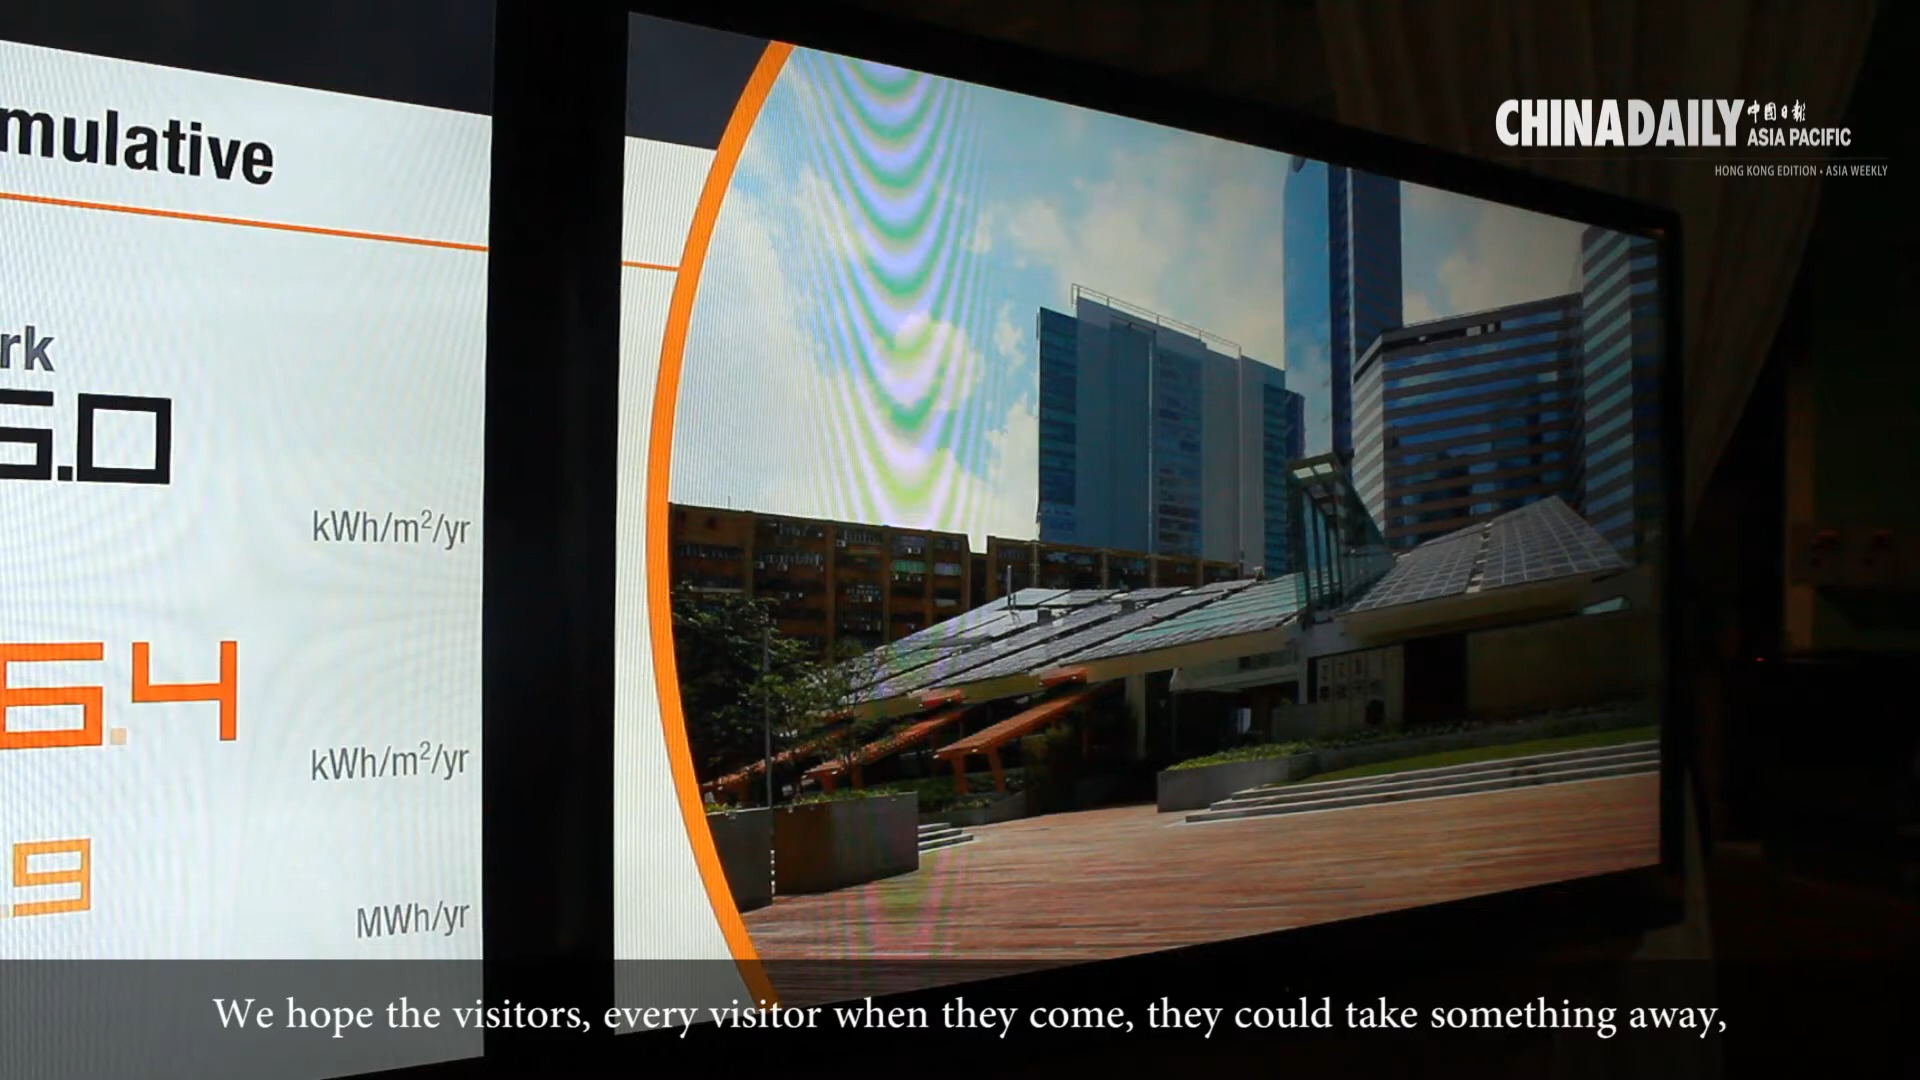 CHINADAILY 中國日報
ASIA PACIFIC
HONG KONG EDITION • ASIA WEEKLY
mulative
rk
5.0
kWh/m²/yr
6.4
kWh/m²/yr
.9
MWh/yr
We hope the visitors, every visitor when they come, they could take something away,